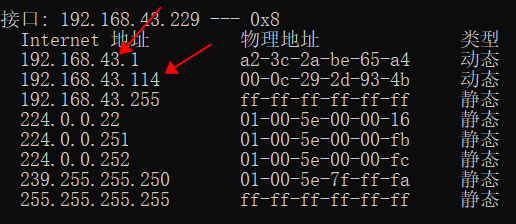 接口: 192.168.43.229 --- 0x8
Internet 地址 物理地址 类型
192.168.43.1 a2-3c-2a-be-65-a4 动态
192.168.43.114 00-0c-29-2d-93-4b 动态
192.168.43.255 ff-ff-ff-ff-ff-ff 静态
224.0.0.22 01-00-5e-00-00-16 静态
224.0.0.251 01-00-5e-00-00-fb 静态
224.0.0.252 01-00-5e-00-00-fc 静态
239.255.255.250 01-00-5e-7f-ff-fa 静态
255.255.255.255 ff-ff-ff-ff-ff-ff 静态